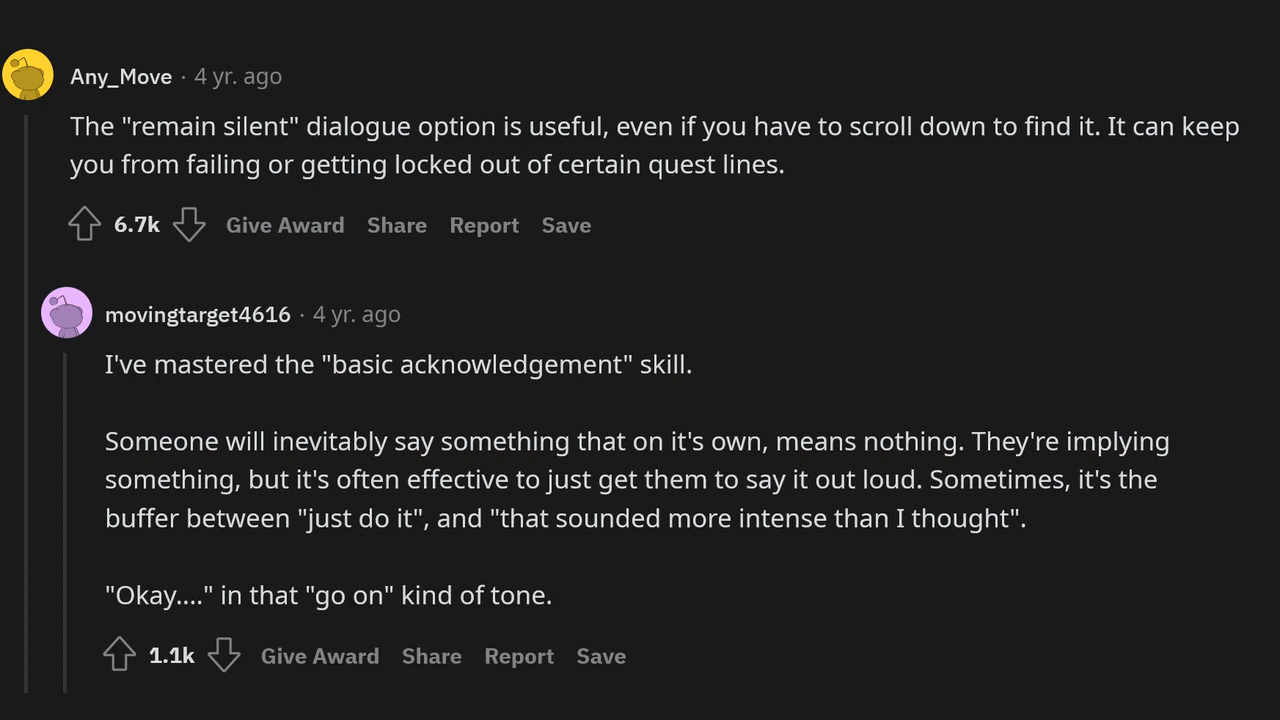 Any_Move · 4 yr. ago
The "remain silent" dialogue option is useful, even if you have to scroll down to find it. It can keep
you from failing or getting locked out of certain quest lines.
6.7k Give Award Share Report Save
movingtarget4616 · 4 yr. ago
I've mastered the "basic acknowledgement" skill.
Someone will inevitably say something that on it's own, means nothing. They're implying
something, but it's often effective to just get them to say it out loud. Sometimes, it's the
buffer between "just do it", and "that sounded more intense than I thought".
"Okay...." in that "go on" kind of tone.
1.1k Give Award Share Report Save